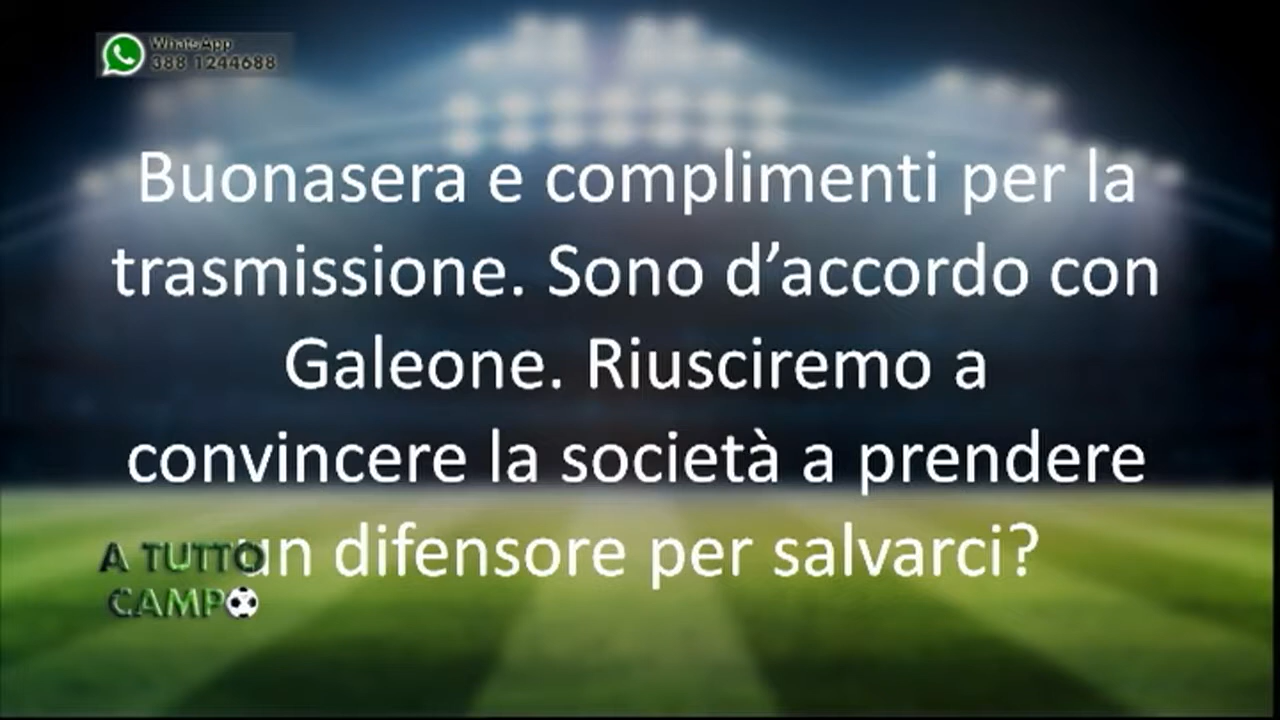 WhatsApp
388 1244688
Buonasera e complimenti per la
trasmissione. Sono d’accordo con
Galeone. Riusciremo a
convincere la società a prendere
un difensore per salvarci?
A TUTTO
CAMPO